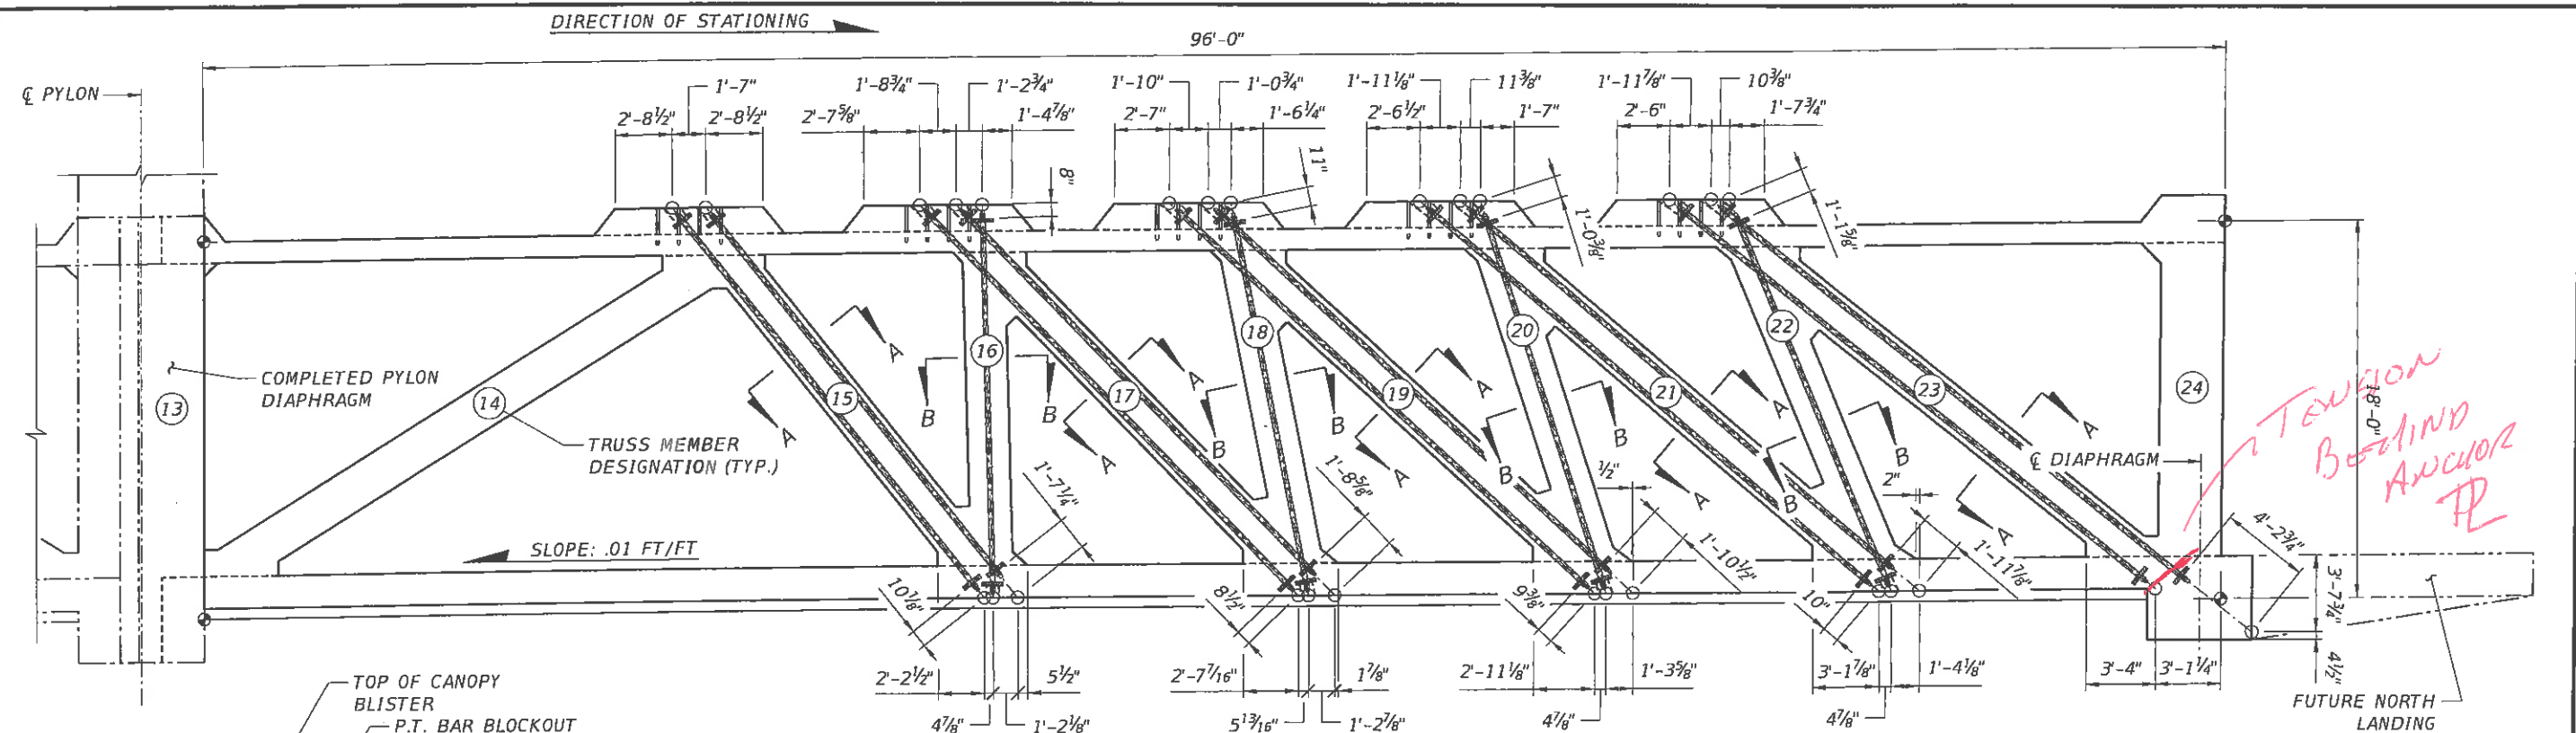 DIRECTION OF STATIONING
96'-0"
℄ PYLON
1'-7"
2'-8½" 2'-8½"
1'-8¾" 1'-2¾"
2'-7⅝" 1'-4⅞"
8"
1'-10" 1'-0¾"
2'-7" 1'-6¼"
11"
1'-11⅛" 11⅜"
2'-6½" 1'-7"
1'-0⅜"
1'-11⅞" 10⅜"
2'-6" 1'-7¾"
1'-1⅝"
13
COMPLETED PYLON
DIAPHRAGM
14
TRUSS MEMBER
DESIGNATION (TYP.)
15
A
A
16
B
B
17
A
A
18
B
B
19
A
A
20
B
B
21
A
A
22
B
B
23
A
A
24
18'-0"
℄ DIAPHRAGM
TENSION
BEHIND
ANCHOR
PL
SLOPE: .01 FT/FT
1'-7¼"
1'-8⅝"
½"
1'-10½"
2"
1'-11⅞"
4'-2¾"
3'-7¾"
4½"
10⅛"
8½"
9⅜"
10"
2'-2½" 5½"
4⅞" 1'-2⅛"
2'-7 7/16" 1⅞"
5 13/16" 1'-2⅞"
2'-11⅛" 1'-3⅝"
4⅞"
3'-1⅞" 1'-4⅛"
4⅞"
3'-4" 3'-1¼"
FUTURE NORTH
LANDING
TOP OF CANOPY
BLISTER
P.T. BAR BLOCKOUT